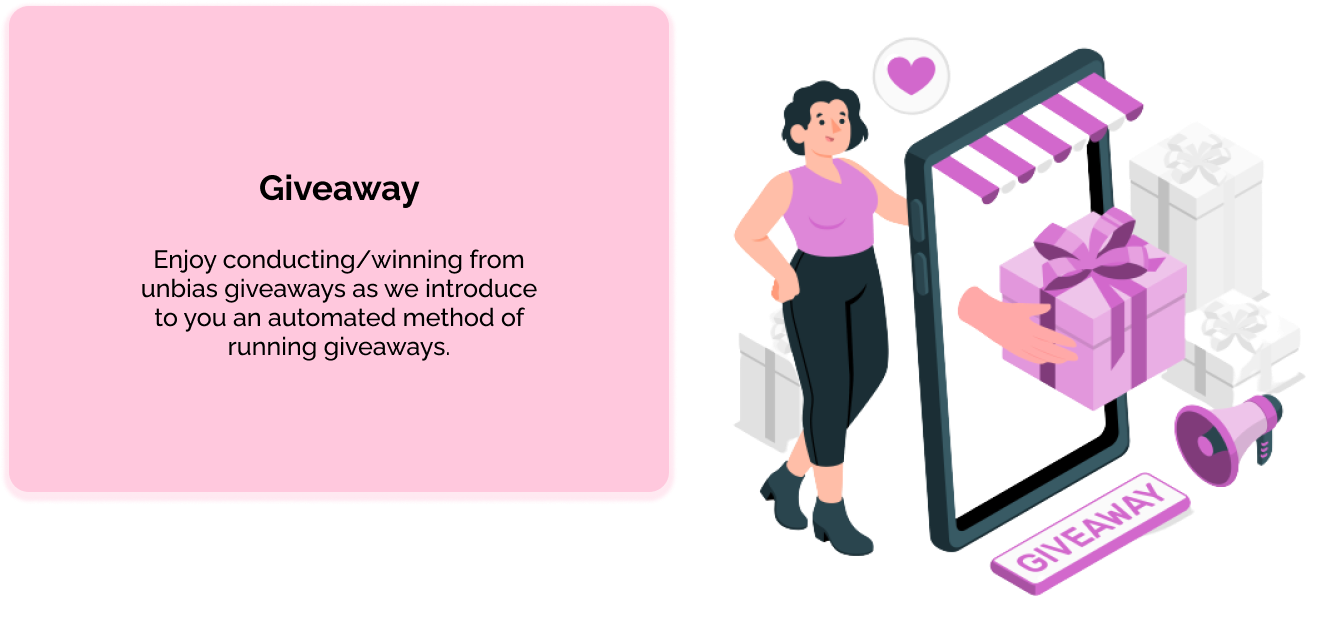 Giveaway
Enjoy conducting/winning from
unbias giveaways as we introduce
to you an automated method of
running giveaways.
GIVEAWAY